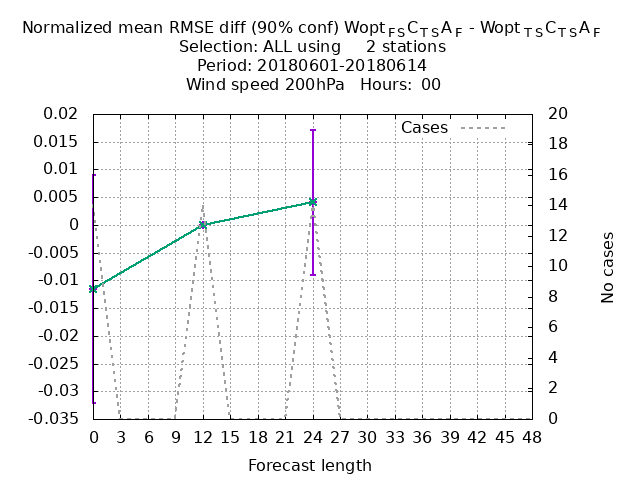 Normalized mean RMSE diff (90% conf) Wopt FS C TS A F - Wopt TS C TS A F
Selection: ALL using 2 stations
Period: 20180601-20180614
Wind speed 200hPa Hours: 00
Cases
0.02
0.015
0.01
0.005
0
-0.005
-0.01
-0.015
-0.02
-0.025
-0.03
-0.035
20
18
16
14
12
10
8
6
4
2
0
No cases
0 3 6 9 12 15 18 21 24 27 30 33 36 39 42 45 48
Forecast length